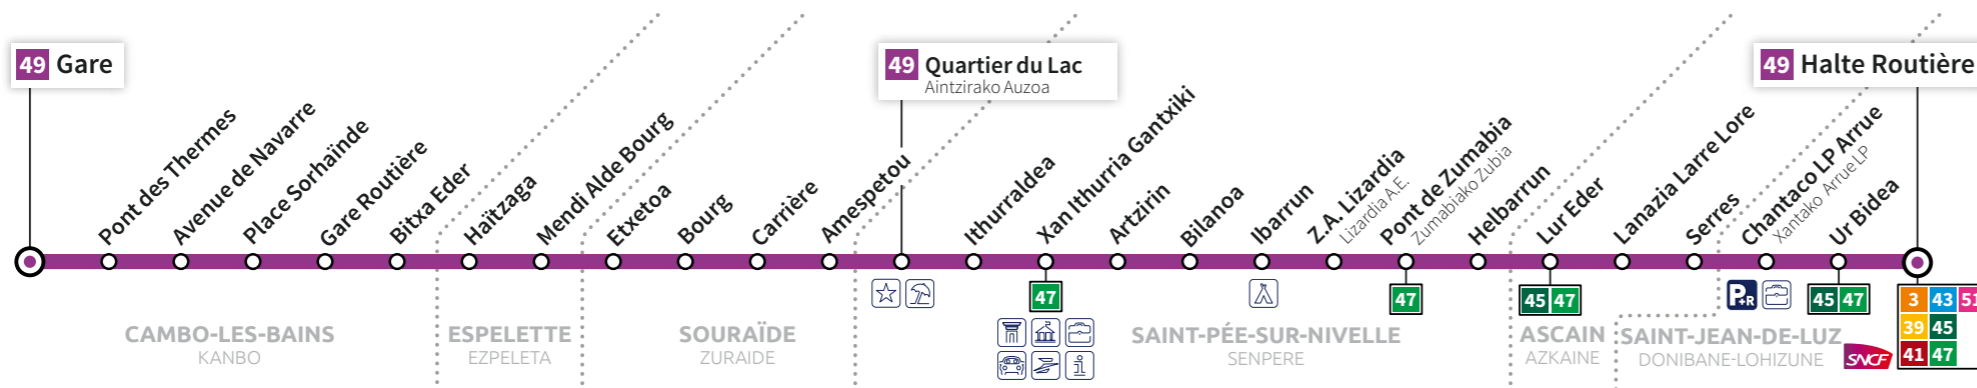 49 Gare
Pont des Thermes
Avenue de Navarre
Place Sorhaïnde
Gare Routière
Bitxa Eder
Haïtzaga
Mendi Alde Bourg
Etxetoa
Bourg
Carrière
Amespetou
49 Quartier du Lac
Aintzirako Auzoa
Ithurraldea
Xan Ithurria Gantxiki
Artzirin
Bilanoa
Ibarrun
Z.A. Lizardia
Lizardia A.E.
Pont de Zumabia
Zumabiako Zubia
Helbarrun
Lur Eder
Lanazia Larre Lore
Serres
Chantaco LP Arrue
Xantako Arrue LP
Ur Bidea
49 Halte Routière
47
47
45 47
P+R
45 47
3 43 51
39 45
41 47
i
SNCF
CAMBO-LES-BAINS
KANBO
ESPELETTE
EZPELETA
SOURAÏDE
ZURAIDE
SAINT-PÉE-SUR-NIVELLE
SENPERE
ASCAIN
AZKAINE
SAINT-JEAN-DE-LUZ
DONIBANE-LOHIZUNE